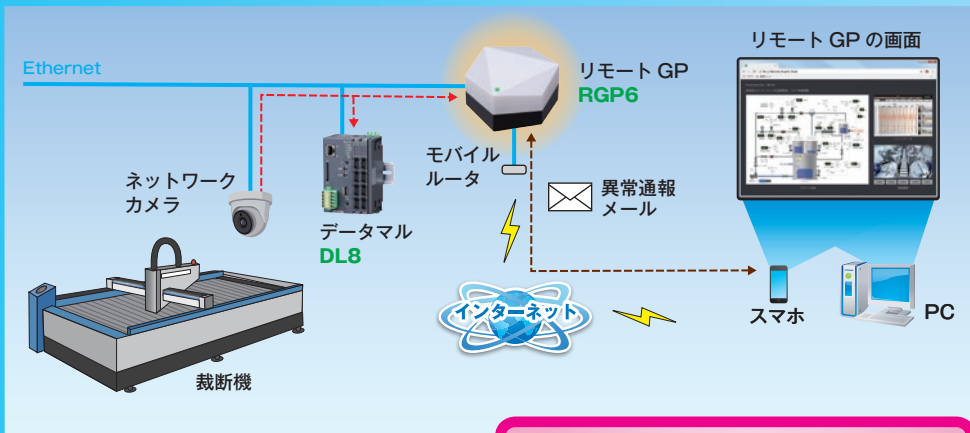 リモート GP の画面
Ethernet
リモート GP
RGP6
モバイル
ルータ
ネットワーク
カメラ
異常通報
メール
データマル
DL8
インターネット
スマホ
PC
裁断機